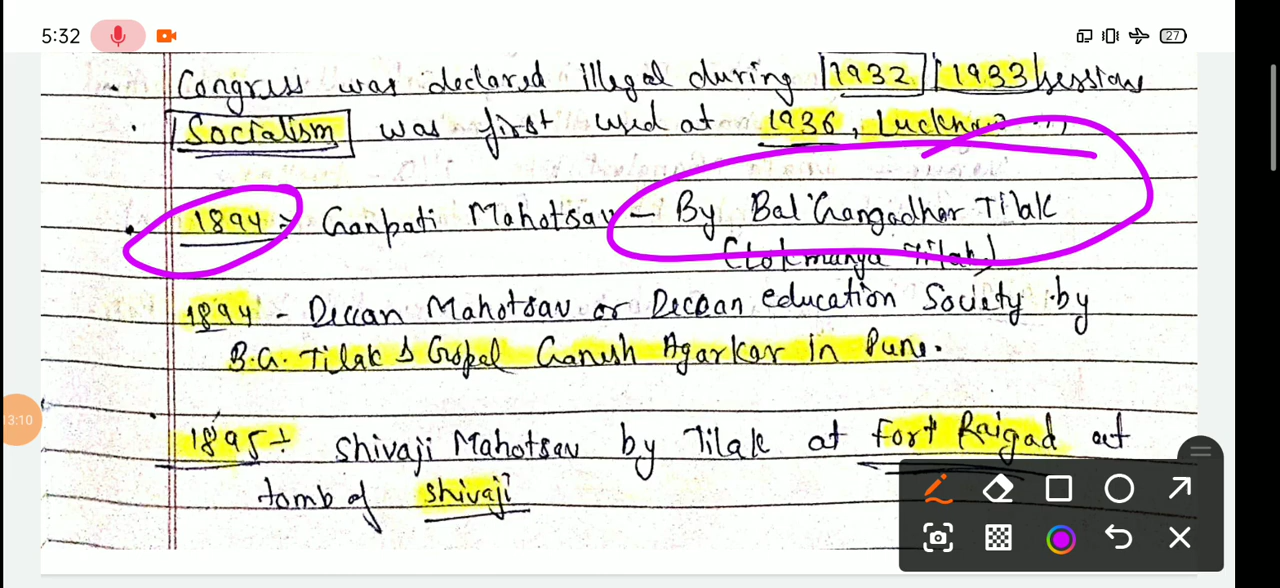 5:32
27
Congress was declared illegal during 1932 1933 session
Socialism was first used at 1936, Lucknow
1894 :- Ganpati Mahotsav - By Bal Gangadhar Tilak
(Lokmanya Tilak)
1894 - Deccan Mahotsav or Deccan education Society by
B.G. Tilak & Gopal Ganesh Agarkar in Pune.
1895 :- Shivaji Mahotsav by Tilak at Fort Raigad at
tomb of Shivaji
13:10